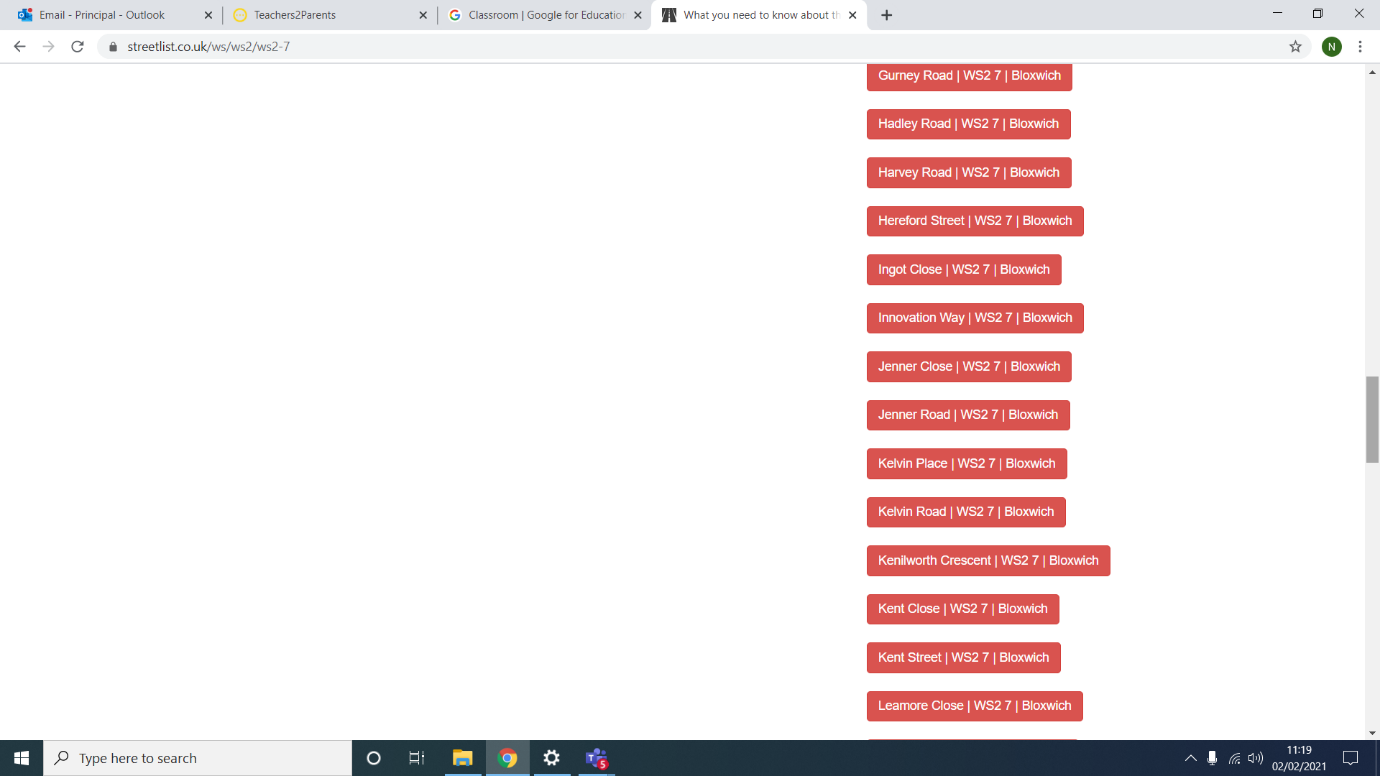 Email - Principal - Outlook
Teachers2Parents
Classroom | Google for Education
What you need to know about th
streetlist.co.uk/ws/ws2/ws2-7
N
Gurney Road | WS2 7 | Bloxwich
Hadley Road | WS2 7 | Bloxwich
Harvey Road | WS2 7 | Bloxwich
Hereford Street | WS2 7 | Bloxwich
Ingot Close | WS2 7 | Bloxwich
Innovation Way | WS2 7 | Bloxwich
Jenner Close | WS2 7 | Bloxwich
Jenner Road | WS2 7 | Bloxwich
Kelvin Place | WS2 7 | Bloxwich
Kelvin Road | WS2 7 | Bloxwich
Kenilworth Crescent | WS2 7 | Bloxwich
Kent Close | WS2 7 | Bloxwich
Kent Street | WS2 7 | Bloxwich
Leamore Close | WS2 7 | Bloxwich
Type here to search
5
11:19
02/02/2021